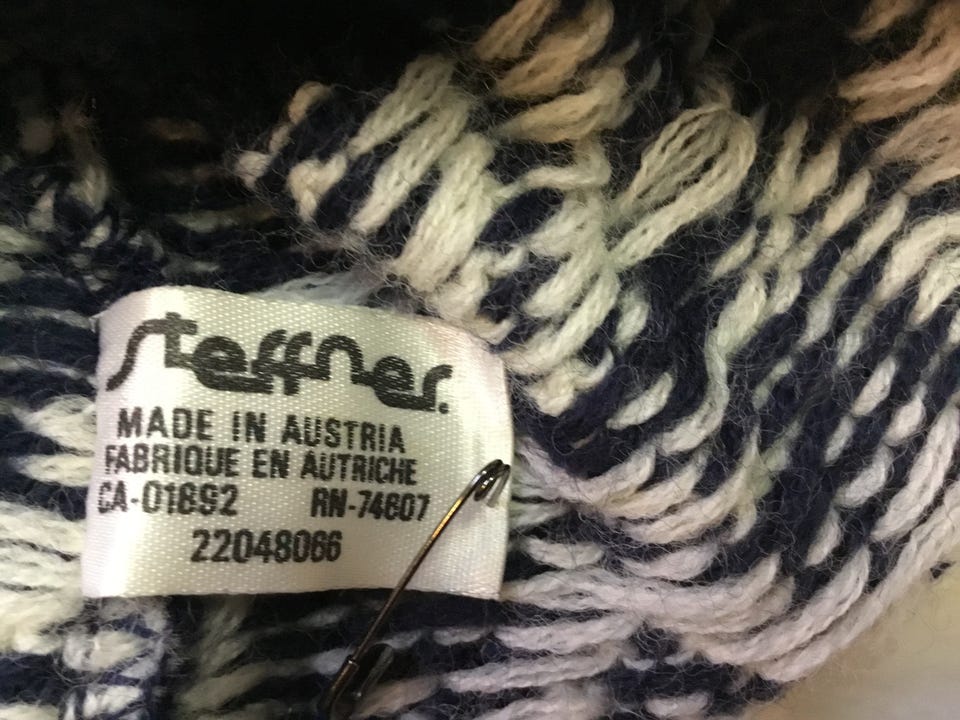 steffner.
MADE IN AUSTRIA
FABRIQUE EN AUTRICHE
CA-01892 RN-74607
22048066